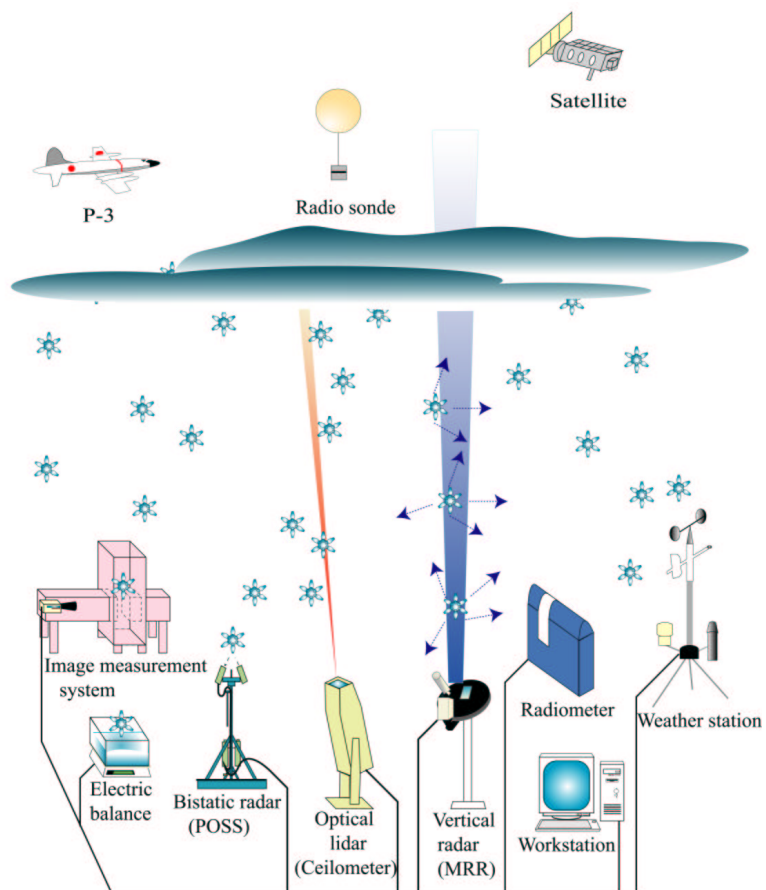 Satellite
P-3
Radio sonde
Image measurement
system
Radiometer
Weather station
Electric
balance
Bistatic radar
(POSS)
Optical
lidar
(Ceilometer)
Vertical
radar
(MRR)
Workstation